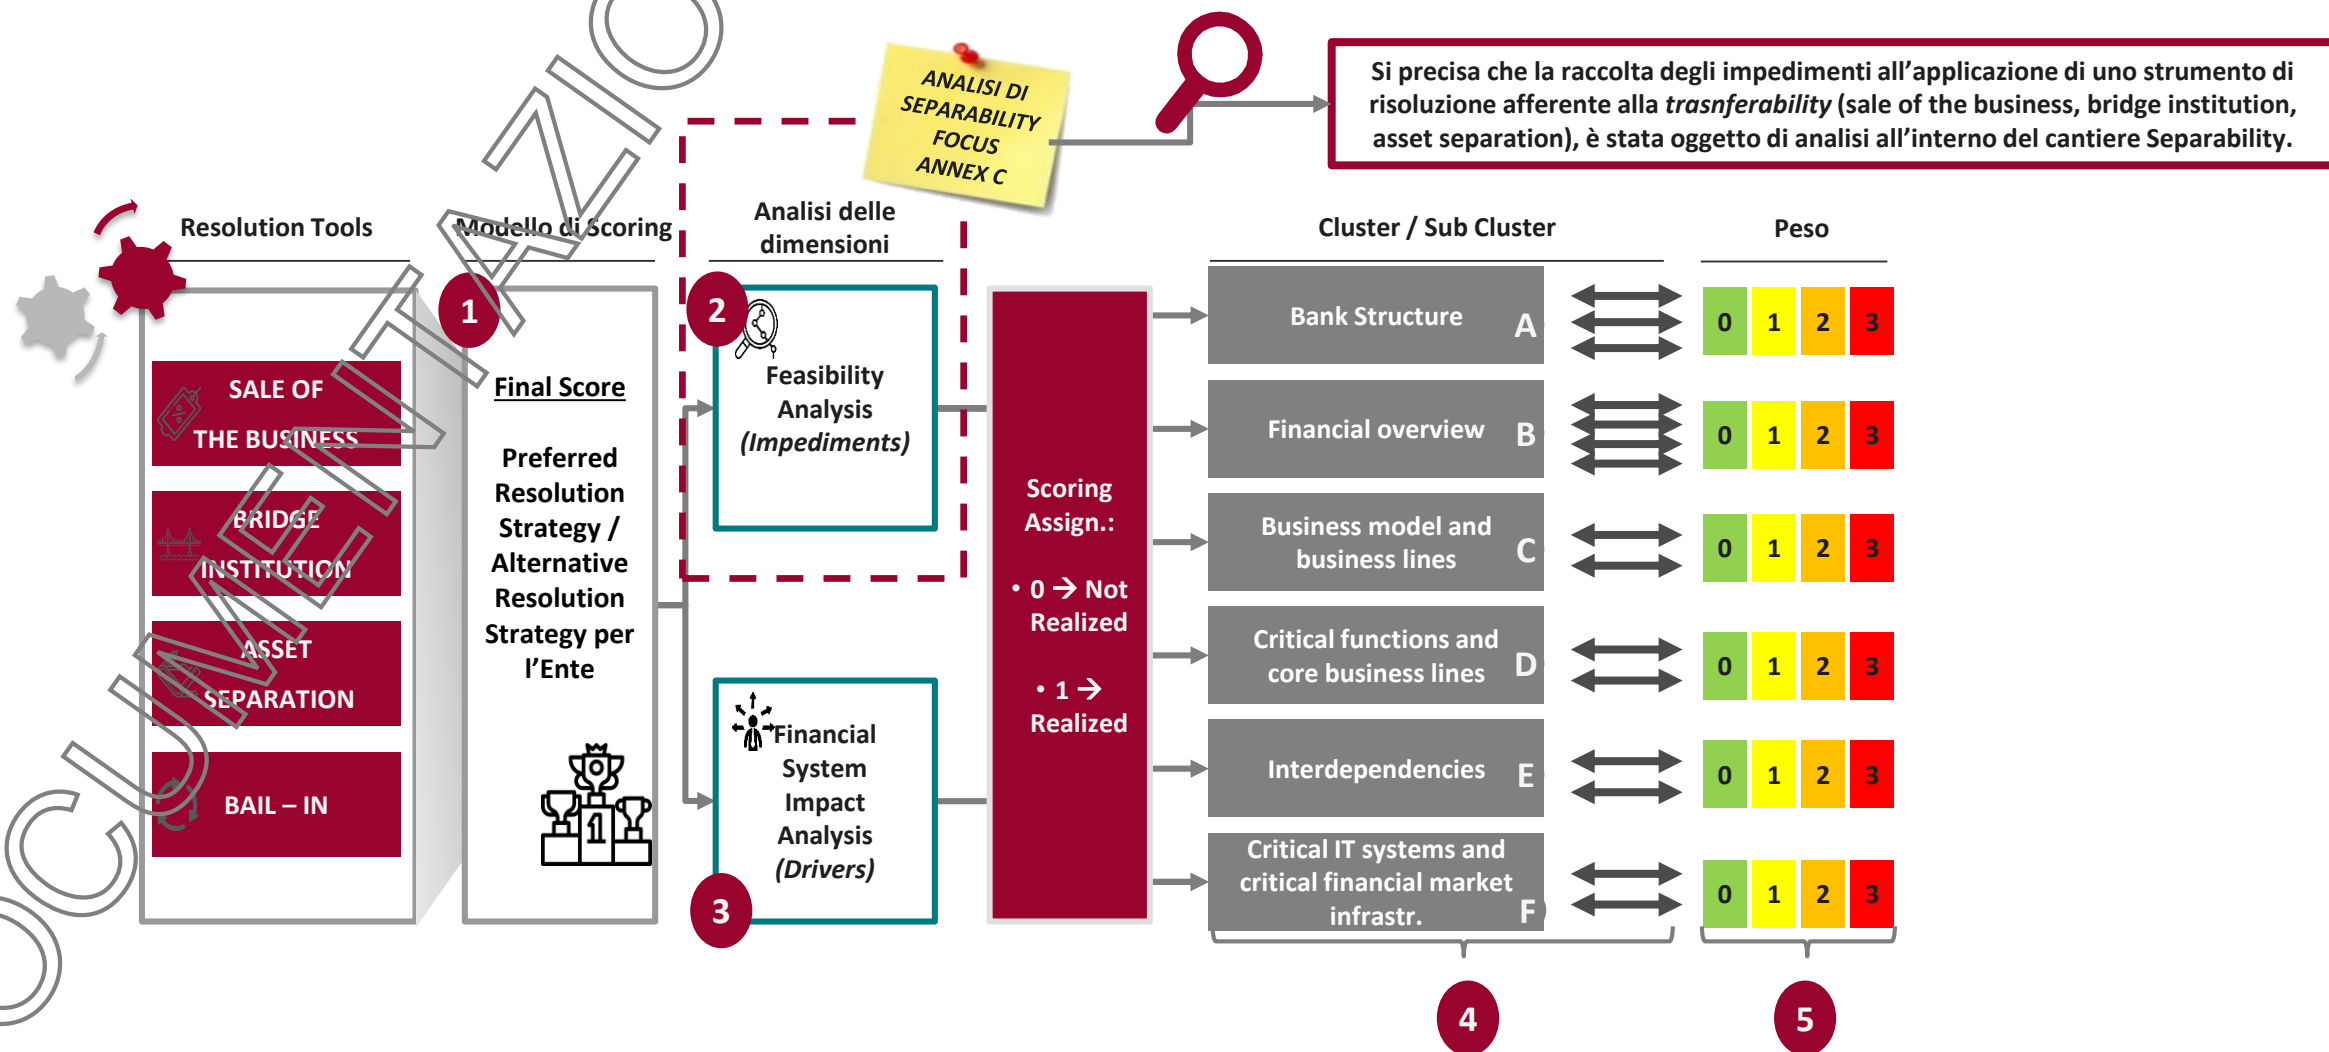 ANALISI DI
SEPARABILITY
FOCUS
ANNEX C
Si precisa che la raccolta degli impedimenti all’applicazione di uno strumento di
risoluzione afferente alla trasnferability (sale of the business, bridge institution,
asset separation), è stata oggetto di analisi all’interno del cantiere Separability.
Resolution Tools
Modello di Scoring
Analisi delle
dimensioni
Cluster / Sub Cluster
Peso
SALE OF
THE BUSINESS
BRIDGE
INSTITUTION
ASSET
SEPARATION
BAIL – IN
1
Final Score
Preferred
Resolution
Strategy /
Alternative
Resolution
Strategy per
l’Ente
1
2
Feasibility
Analysis
(Impediments)
Financial
System
Impact
Analysis
(Drivers)
3
Scoring
Assign.:
• 0 → Not
Realized
• 1 →
Realized
Bank Structure A
0 1 2 3
Financial overview B
0 1 2 3
Business model and
business lines C
0 1 2 3
Critical functions and
core business lines D
0 1 2 3
Interdependencies E
0 1 2 3
Critical IT systems and
critical financial market
infrastr. F
0 1 2 3
4
5
OCUMENTAZIO